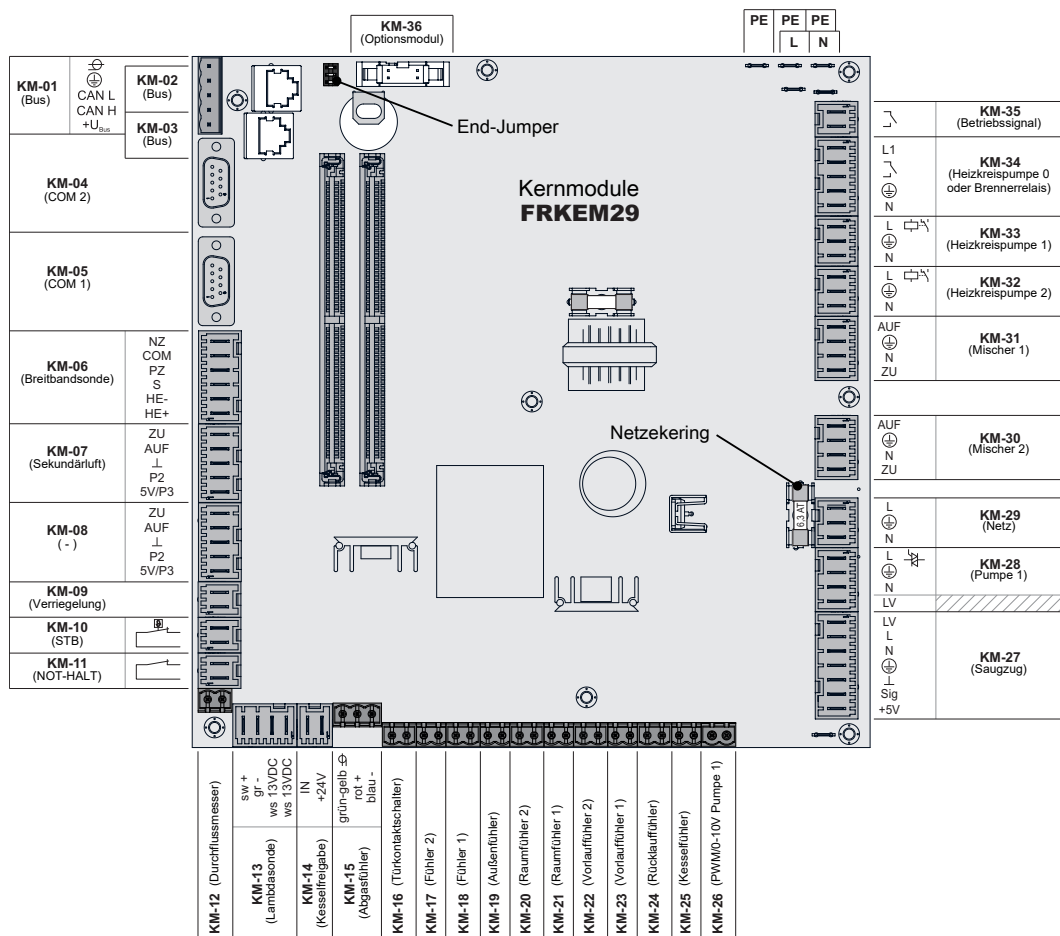 KM-36
(Optionsmodul)
PE PE PE
L N
KM-01
(Bus)
CAN L
CAN H
+U Bus
KM-02
(Bus)
KM-03
(Bus)
KM-04
(COM 2)
KM-05
(COM 1)
KM-06
(Breitbandsonde)
NZ
COM
PZ
S
HE-
HE+
KM-07
(Sekundärluft)
ZU
AUF
⊥
P2
5V/P3
KM-08
( - )
ZU
AUF
⊥
P2
5V/P3
KM-09
(Verriegelung)
KM-10
(STB)
KM-11
(NOT-HALT)
End-Jumper
Kernmodule
FRKEM29
Netzekering
6,3 AT
KM-35
(Betriebssignal)
L1
N
KM-34
(Heizkreispumpe 0
oder Brennerrelais)
L
N
KM-33
(Heizkreispumpe 1)
L
N
KM-32
(Heizkreispumpe 2)
AUF
N
ZU
KM-31
(Mischer 1)
AUF
N
ZU
KM-30
(Mischer 2)
L
N
KM-29
(Netz)
L
N
LV
KM-28
(Pumpe 1)
LV
L
N
⊥
Sig
+5V
KM-27
(Saugzug)
KM-12 (Durchflussmesser)
sw +
gr -
ws 13VDC
ws 13VDC
KM-13
(Lambdasonde)
IN
+24V
KM-14
(Kesselfreigabe)
grün-gelb
rot +
blau -
KM-15
(Abgasfühler)
KM-16 (Türkontaktschalter)
KM-17 (Fühler 2)
KM-18 (Fühler 1)
KM-19 (Außenfühler)
KM-20 (Raumfühler 2)
KM-21 (Raumfühler 1)
KM-22 (Vorlauffühler 2)
KM-23 (Vorlauffühler 1)
KM-24 (Rücklauffühler)
KM-25 (Kesselfühler)
KM-26 (PWM/0-10V Pumpe 1)